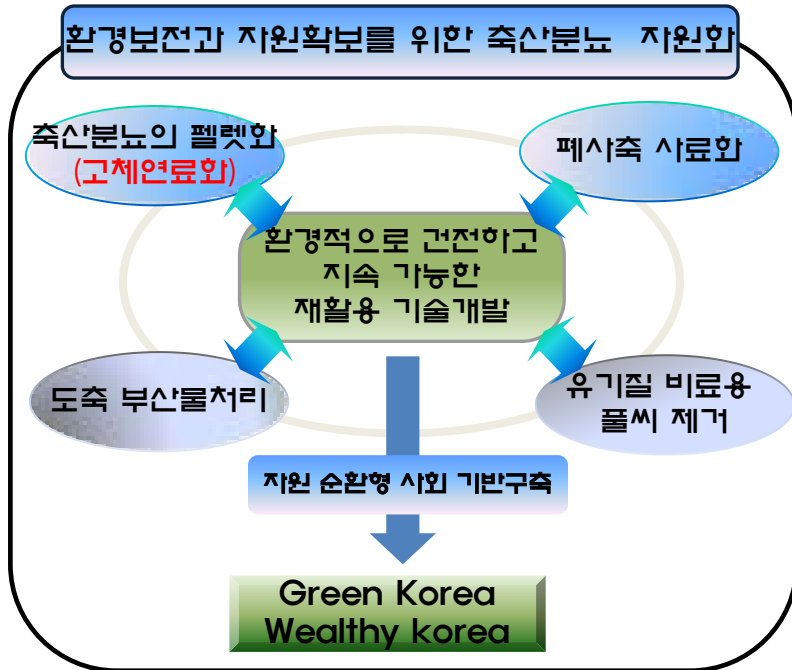 환경보전과 자원확보를 위한 축산분뇨 자원화
축산분뇨의 펠렛화
(고체연료화)
폐사축 사료화
환경적으로 건전하고
지속 가능한
재활용 기술개발
도축 부산물처리
유기질 비료용
풀씨 제거
자원 순환형 사회 기반구축
Green Korea
Wealthy korea